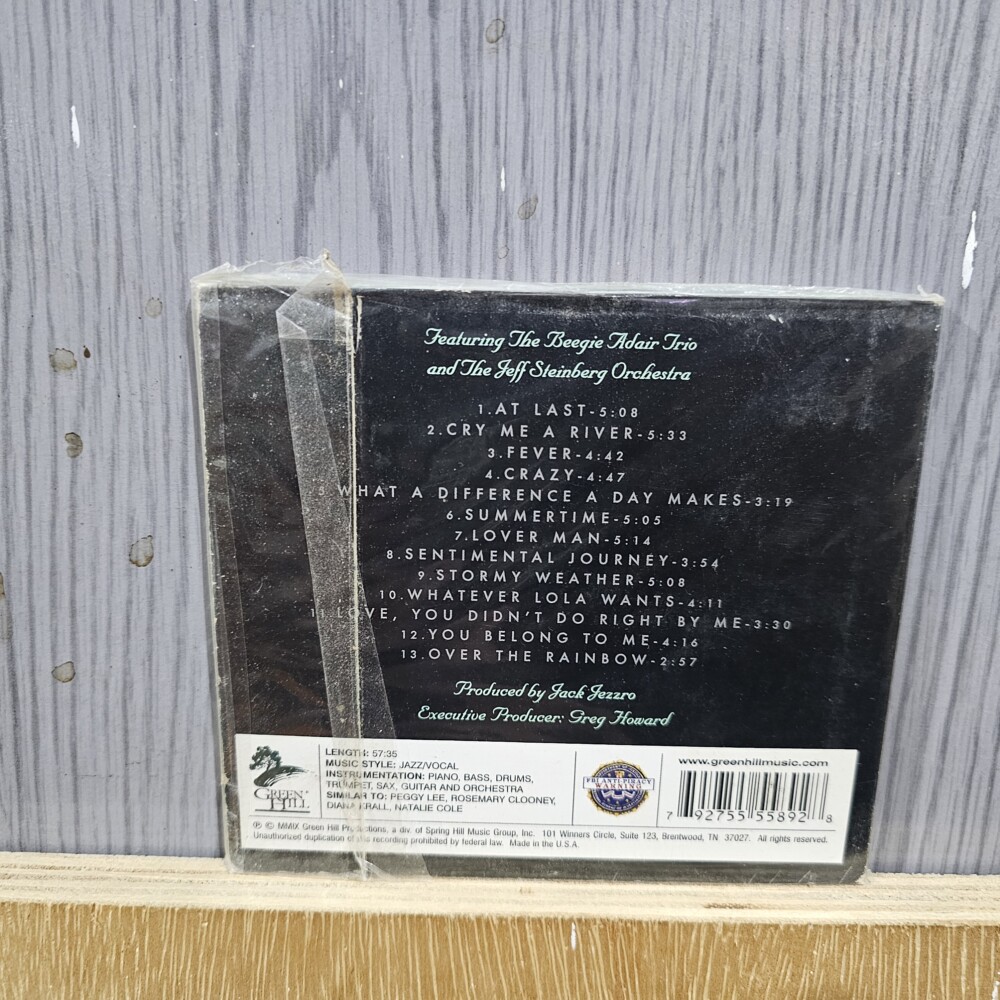 Featuring The Beegie Adair Trio
and The Jeff Steinberg Orchestra
1.AT LAST-5:08
2.CRY ME A RIVER-5:33
3.FEVER-4:42
4.CRAZY-4:47
5.WHAT A DIFFERENCE A DAY MAKES-3:19
6.SUMMERTIME-5:05
7.LOVER MAN-5:14
8.SENTIMENTAL JOURNEY-3:54
9.STORMY WEATHER-5:08
10.WHATEVER LOLA WANTS-4:11
11.LOVE, YOU DIDN'T DO RIGHT BY ME-3:30
12.YOU BELONG TO ME-4:16
13.OVER THE RAINBOW-2:57
Produced by Jack Jezzro
Executive Producer: Greg Howard
GREEN HILL
LENGTH: 57:35
MUSIC STYLE: JAZZ/VOCAL
INSTRUMENTATION: PIANO, BASS, DRUMS,
TRUMPET, SAX, GUITAR AND ORCHESTRA
SIMILAR TO: PEGGY LEE, ROSEMARY CLOONEY,
DIANA KRALL, NATALIE COLE
FBI ANTI-PIRACY
WARNING
www.greenhillmusic.com
7 92755 55892 8
℗ © MMIX Green Hill Productions, a div. of Spring Hill Music Group, Inc. 101 Winners Circle, Suite 123, Brentwood, TN 37027. All rights reserved.
Unauthorized duplication of this recording prohibited by federal law. Made in the U.S.A.